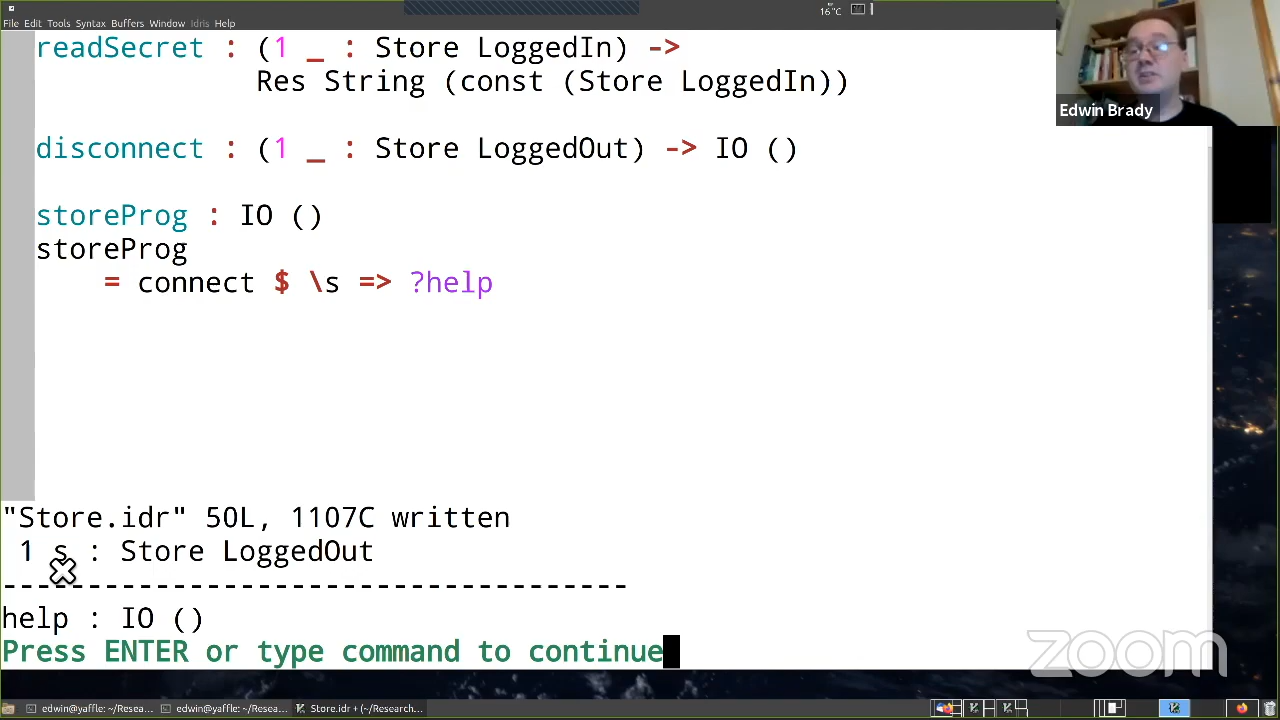 16 °C
File Edit Tools Syntax Buffers Window Idris Help
readSecret : (1 _ : Store LoggedIn) ->
Res String (const (Store LoggedIn))
Edwin Brady
disconnect : (1 _ : Store LoggedOut) -> IO ()
storeProg : IO ()
storeProg
= connect $ \s => ?help
"Store.idr" 50L, 1107C written
1 s : Store LoggedOut
-------------------------------------
help : IO ()
Press ENTER or type command to continue
zoom
edwin@yaffle: ~/Resea... edwin@yaffle: ~/Resea... Store.idr + (~/Research...